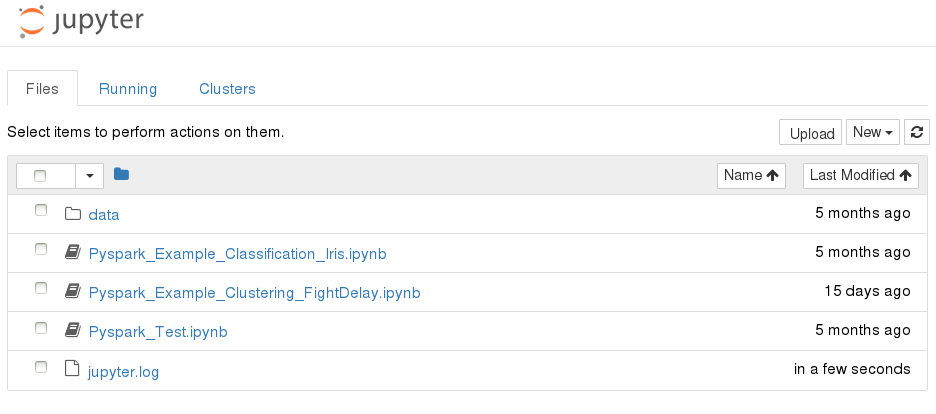 jupyter
Files Running Clusters
Select items to perform actions on them. Upload New
Name Last Modified
data 5 months ago
Pyspark_Example_Classification_Iris.ipynb 5 months ago
Pyspark_Example_Clustering_FightDelay.ipynb 15 days ago
Pyspark_Test.ipynb 5 months ago
jupyter.log in a few seconds